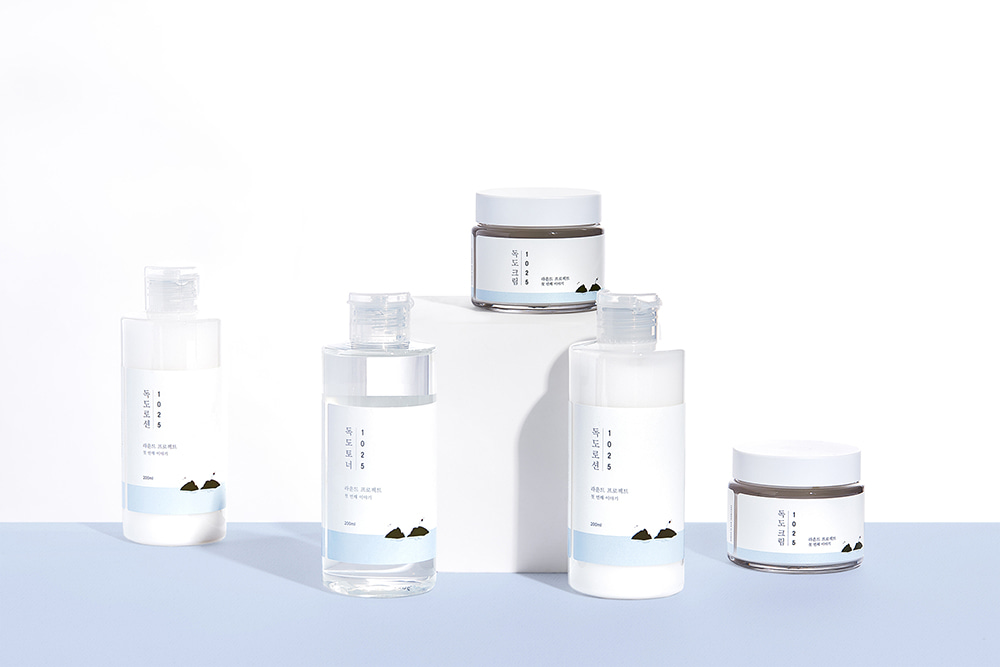 독도크림
1025
라운드 프로젝트
첫 번째 이야기
독도로션
1025
라운드 프로젝트
첫 번째 이야기
200ml
독도토너
1025
라운드 프로젝트
첫 번째 이야기
200ml
독도로션
1025
라운드 프로젝트
첫 번째 이야기
200ml
독도크림
1025
라운드 프로젝트
첫 번째 이야기